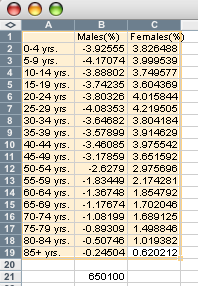 A B C
1 Males(%) Females(%)
2 0-4 yrs. -3.92555 3.826488
3 5-9 yrs. -4.17074 3.999539
4 10-14 yrs. -3.88802 3.749577
5 15-19 yrs. -3.74235 3.604369
6 20-24 yrs. -3.80326 4.015844
7 25-29 yrs -4.08353 4.219505
8 30-34 yrs. -3.64682 3.804184
9 35-39 yrs. -3.57899 3.914629
10 40-44 yrs. -3.46085 3.975542
11 45-49 yrs. -3.17859 3.651592
12 50-54 yrs. -2.6279 2.975696
13 55-59 yrs. -1.83449 2.174281
14 60-64 yrs. -1.36748 1.854792
15 65-69 yrs. -1.17674 1.702046
16 70-74 yrs. -1.08199 1.689125
17 75-79 yrs. -0.89309 1.498846
18 80-84 yrs. -0.50746 1.019382
19 85+ yrs. -0.24504 0.620212
20
21 650100